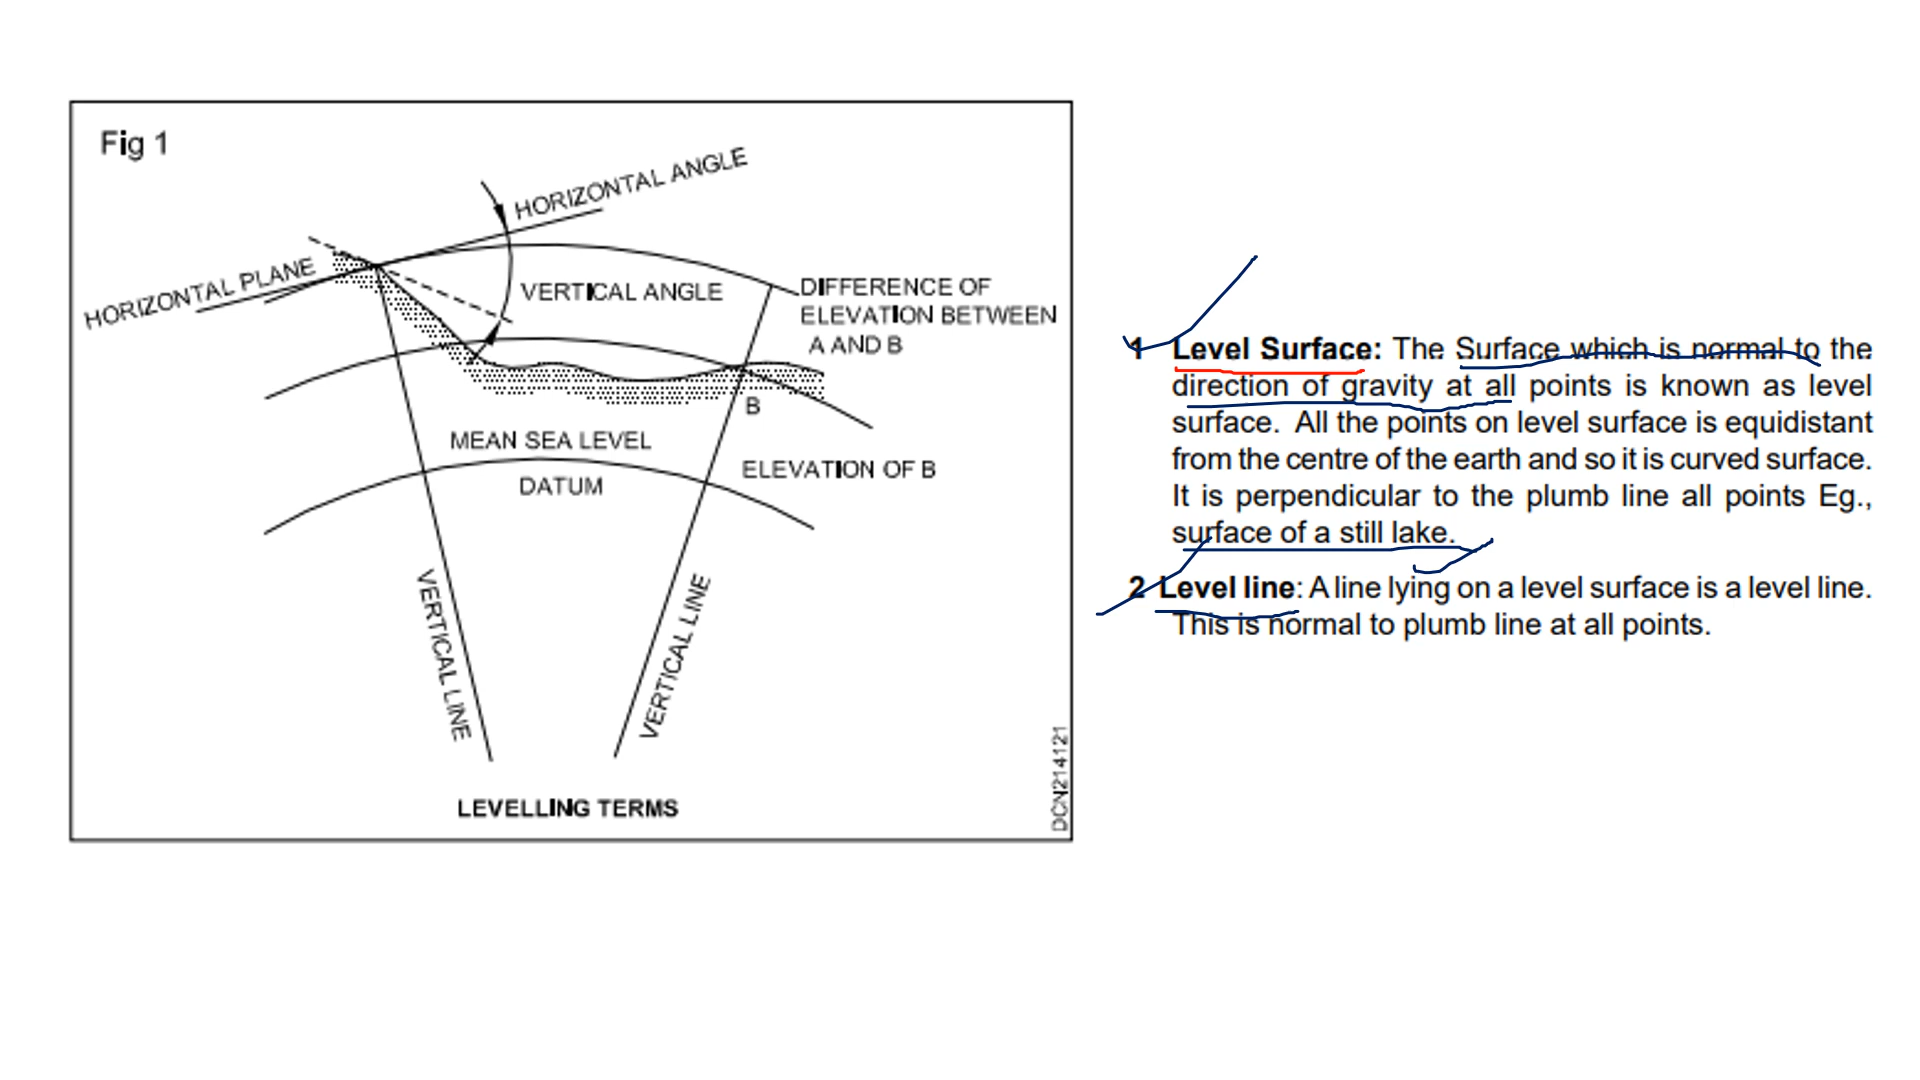 Fig 1
HORIZONTAL ANGLE
HORIZONTAL PLANE
VERTICAL ANGLE
DIFFERENCE OF
ELEVATION BETWEEN
A AND B
B
MEAN SEA LEVEL
ELEVATION OF B
DATUM
VERTICAL LINE
VERTICAL LINE
DCN214121
LEVELLING TERMS
1 Level Surface: The Surface which is normal to the
direction of gravity at all points is known as level
surface. All the points on level surface is equidistant
from the centre of the earth and so it is curved surface.
It is perpendicular to the plumb line all points Eg.,
surface of a still lake.
2 Level line: A line lying on a level surface is a level line.
This is normal to plumb line at all points.